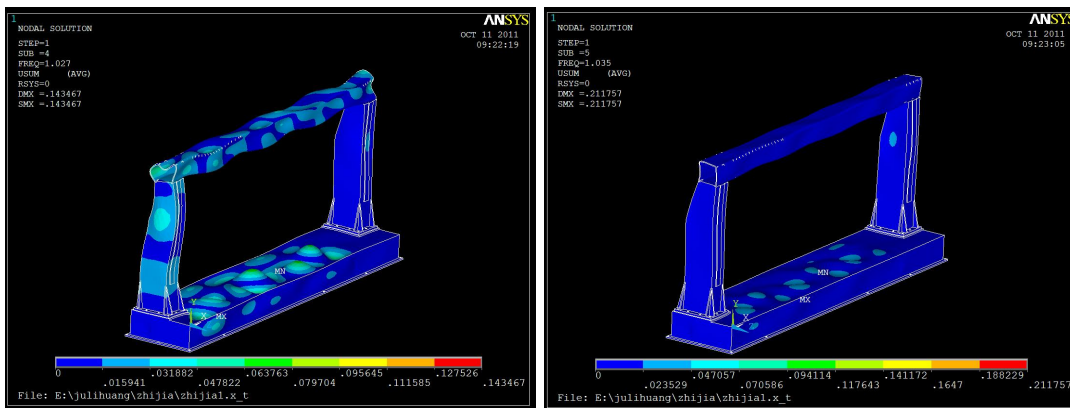 1
ANSYS
NODAL SOLUTION
OCT 11 2011
09:22:19
STEP=1
SUB =4
FREQ=1.027
USUM (AVG)
RSYS=0
DMX =.143467
SMX =.143467
MN
Y
X
MX
0 .031882 .063763 .095645 .127526
.015941 .047822 .079704 .111585 .143467
File: E:\julihuang\zhijia\zhijia1.x_t
1
ANSYS
NODAL SOLUTION
OCT 11 2011
09:23:05
STEP=1
SUB =5
FREQ=1.035
USUM (AVG)
RSYS=0
DMX =.211757
SMX =.211757
MN
MX
Y
X
0 .047057 .094114 .141172 .188229
.023529 .070586 .117643 .1647 .211757
File: E:\julihuang\zhijia\zhijia1.x_t